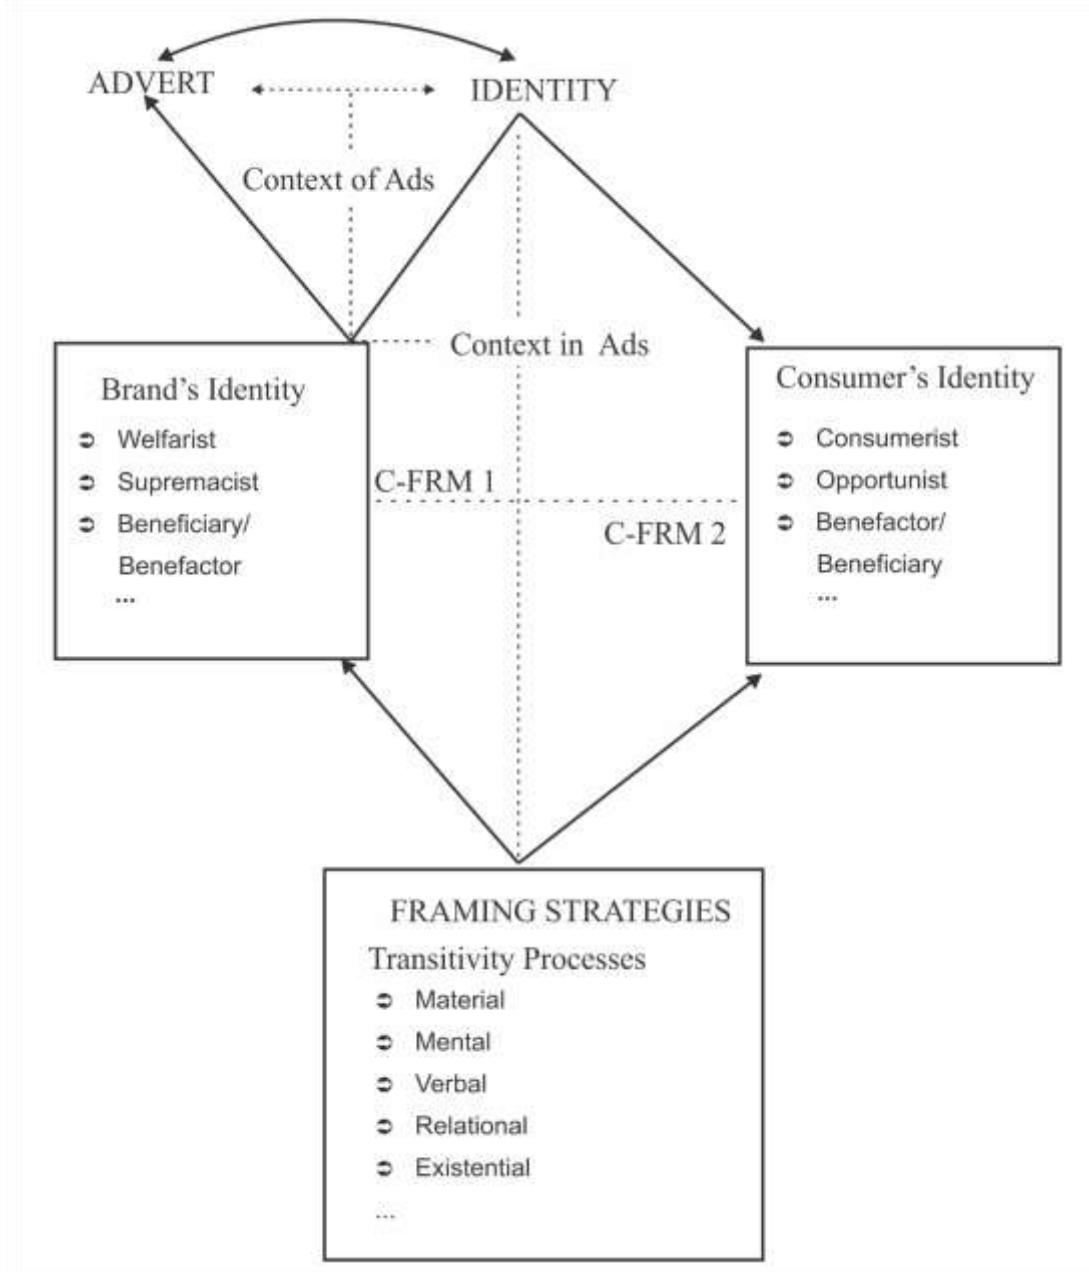 ADVERT
IDENTITY
Context of Ads
Context in Ads
Brand's Identity
Welfarist
Supremacist
Beneficiary/
Benefactor
...
C-FRM 1
C-FRM 2
Consumer's Identity
Consumerist
Opportunist
Benefactor/
Beneficiary
...
FRAMING STRATEGIES
Transitivity Processes
Material
Mental
Verbal
Relational
Existential
...